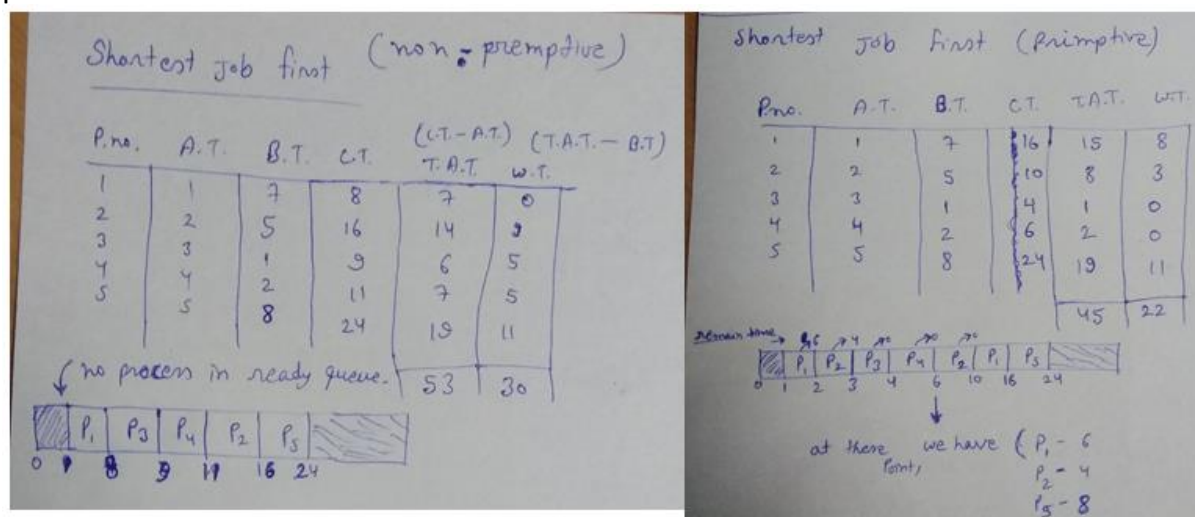 Shortest Job first (non-premptive)
P.no. A.T. B.T. C.T. (C.T.-A.T.) T.A.T. (T.A.T. - B.T) W.T.
1 1 7 8 7 0
2 2 5 16 14 9
3 3 1 9 6 5
4 4 2 11 7 5
5 5 8 24 19 11
53 30
no process in ready queue.
P1 P3 P4 P2 P5
0 1 8 9 11 16 24
Shortest Job first (Primptive)
P.no. A.T. B.T. C.T. T.A.T. W.T.
1 1 7 16 15 8
2 2 5 10 8 3
3 3 1 4 1 0
4 4 2 6 2 0
5 5 8 24 19 11
45 22
Remain time 6 4 0 0 0
P1 P2 P3 P4 P2 P1 P5
0 1 2 3 4 6 10 16 24
at these point, we have ( P1 - 6
P2 - 4
P5 - 8